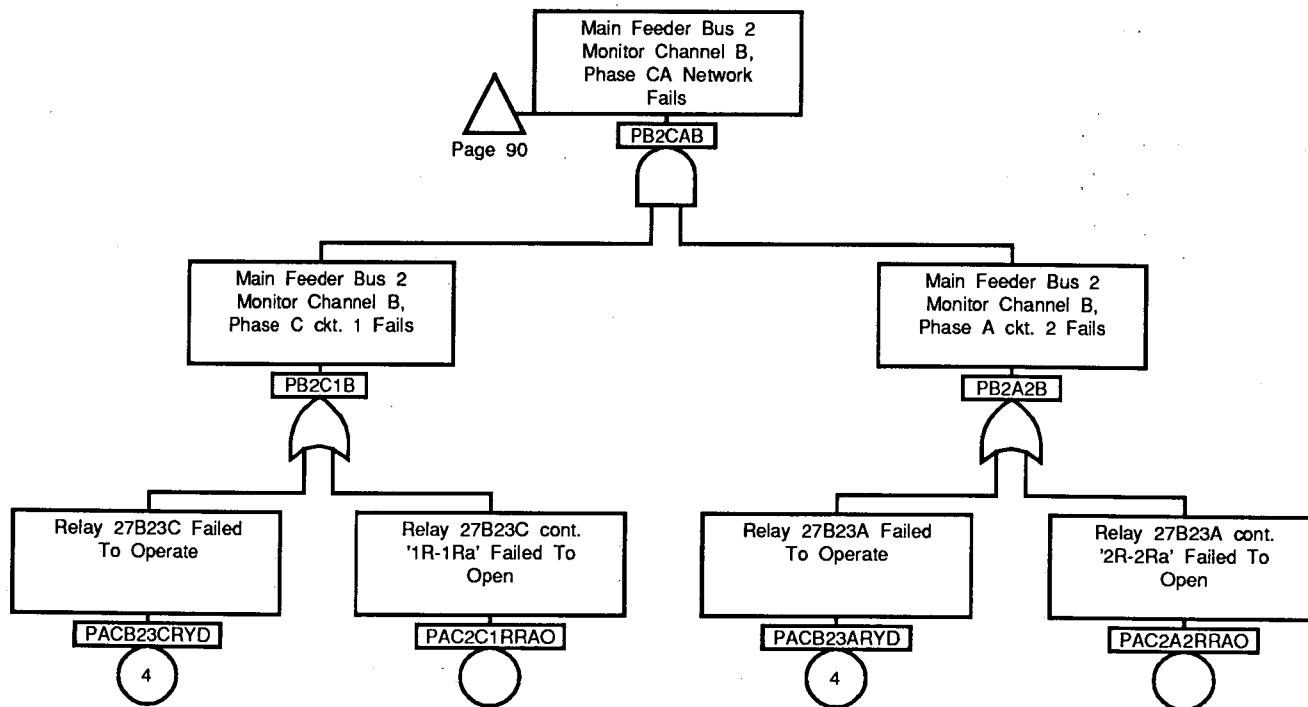 Main Feeder Bus 2
Monitor Channel B,
Phase CA Network
Fails
Page 90
PB2CAB
Main Feeder Bus 2
Monitor Channel B,
Phase C ckt. 1 Fails
PB2C1B
Main Feeder Bus 2
Monitor Channel B,
Phase A ckt. 2 Fails
PB2A2B
Relay 27B23C Failed
To Operate
PACB23CRYD
4
Relay 27B23C cont.
'1R-1Ra' Failed To
Open
PAC2C1RRAO
Relay 27B23A Failed
To Operate
PACB23ARYD
4
Relay 27B23A cont.
'2R-2Ra' Failed To
Open
PAC2A2RRAO